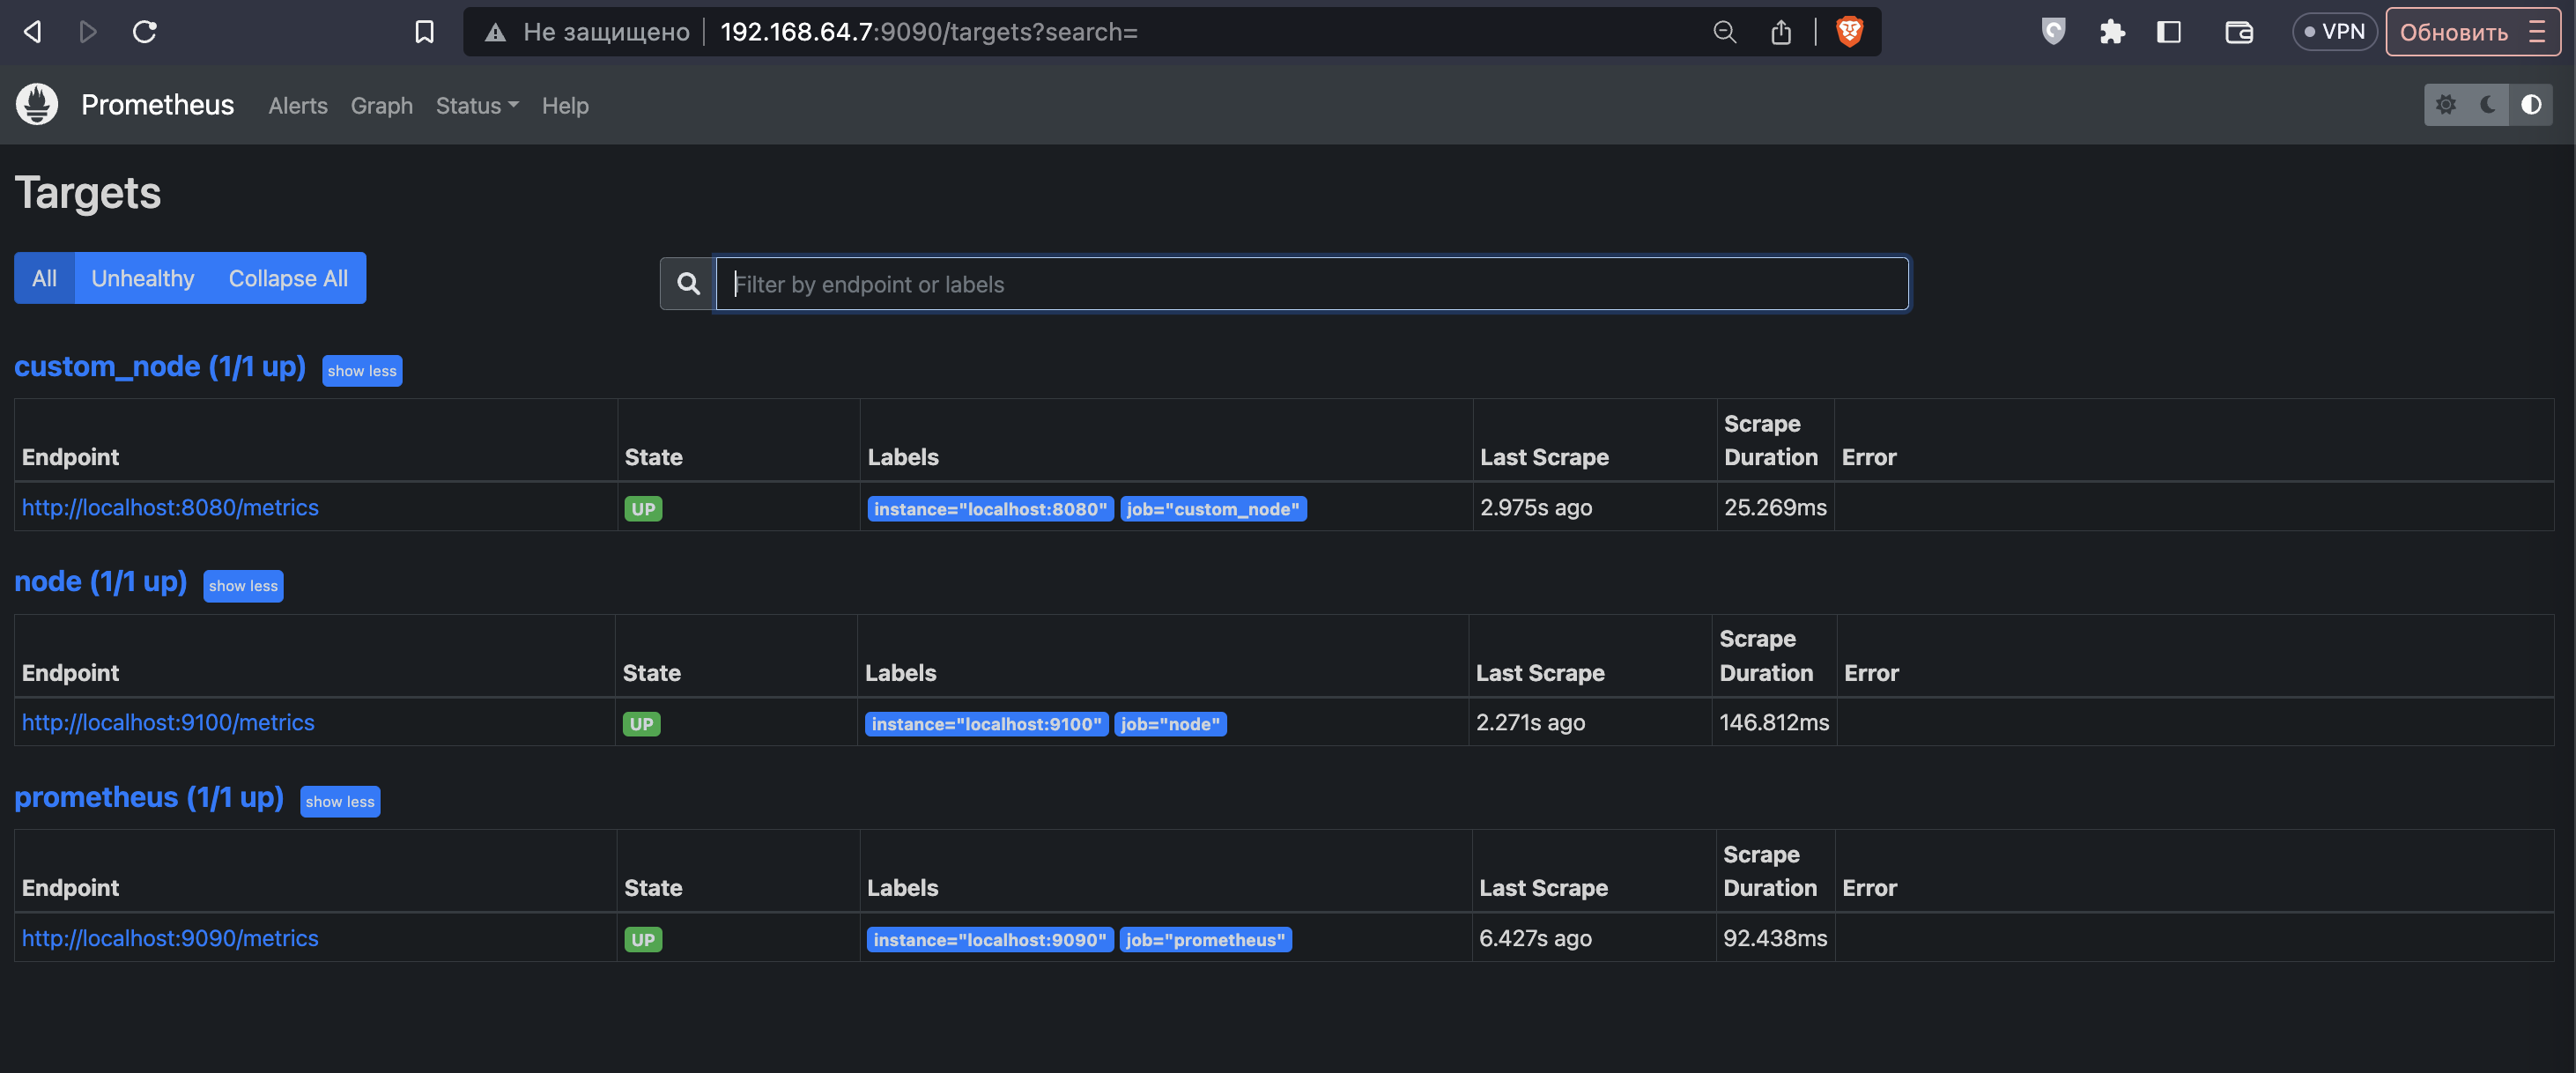 Не защищено 192.168.64.7:9090/targets?search= VPN Обновить
Prometheus Alerts Graph Status Help
Targets
All Unhealthy Collapse All Filter by endpoint or labels
custom_node (1/1 up) show less
Endpoint State Labels Last Scrape Scrape Duration Error
http://localhost:8080/metrics UP instance="localhost:8080" job="custom_node" 2.975s ago 25.269ms
node (1/1 up) show less
Endpoint State Labels Last Scrape Scrape Duration Error
http://localhost:9100/metrics UP instance="localhost:9100" job="node" 2.271s ago 146.812ms
prometheus (1/1 up) show less
Endpoint State Labels Last Scrape Scrape Duration Error
http://localhost:9090/metrics UP instance="localhost:9090" job="prometheus" 6.427s ago 92.438ms